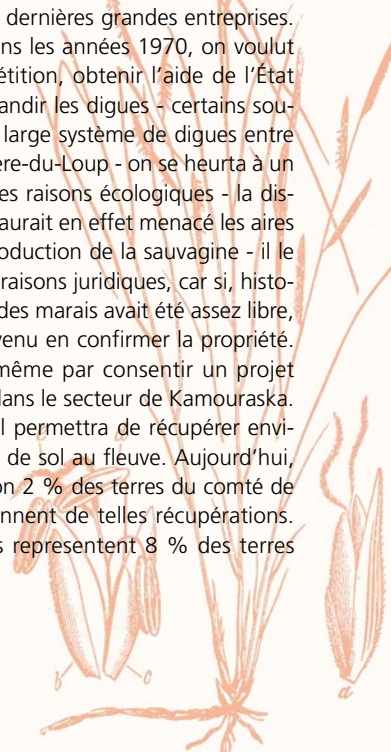 dernières grandes entreprises.
ns les années 1970, on voulut
étition, obtenir l'aide de l'État
andir les digues - certains sou-
large système de digues entre
ère-du-Loup - on se heurta à un
es raisons écologiques - la dis-
aurait en effet menacé les aires
oduction de la sauvagine - il le
raisons juridiques, car si, histo-
des marais avait été assez libre,
venu en confirmer la propriété.
même par consentir un projet
dans le secteur de Kamouraska.
l permettra de récupérer envi-
de sol au fleuve. Aujourd'hui,
on 2 % des terres du comté de
ennent de telles récupérations.
s representent 8 % des terres
b
c
a